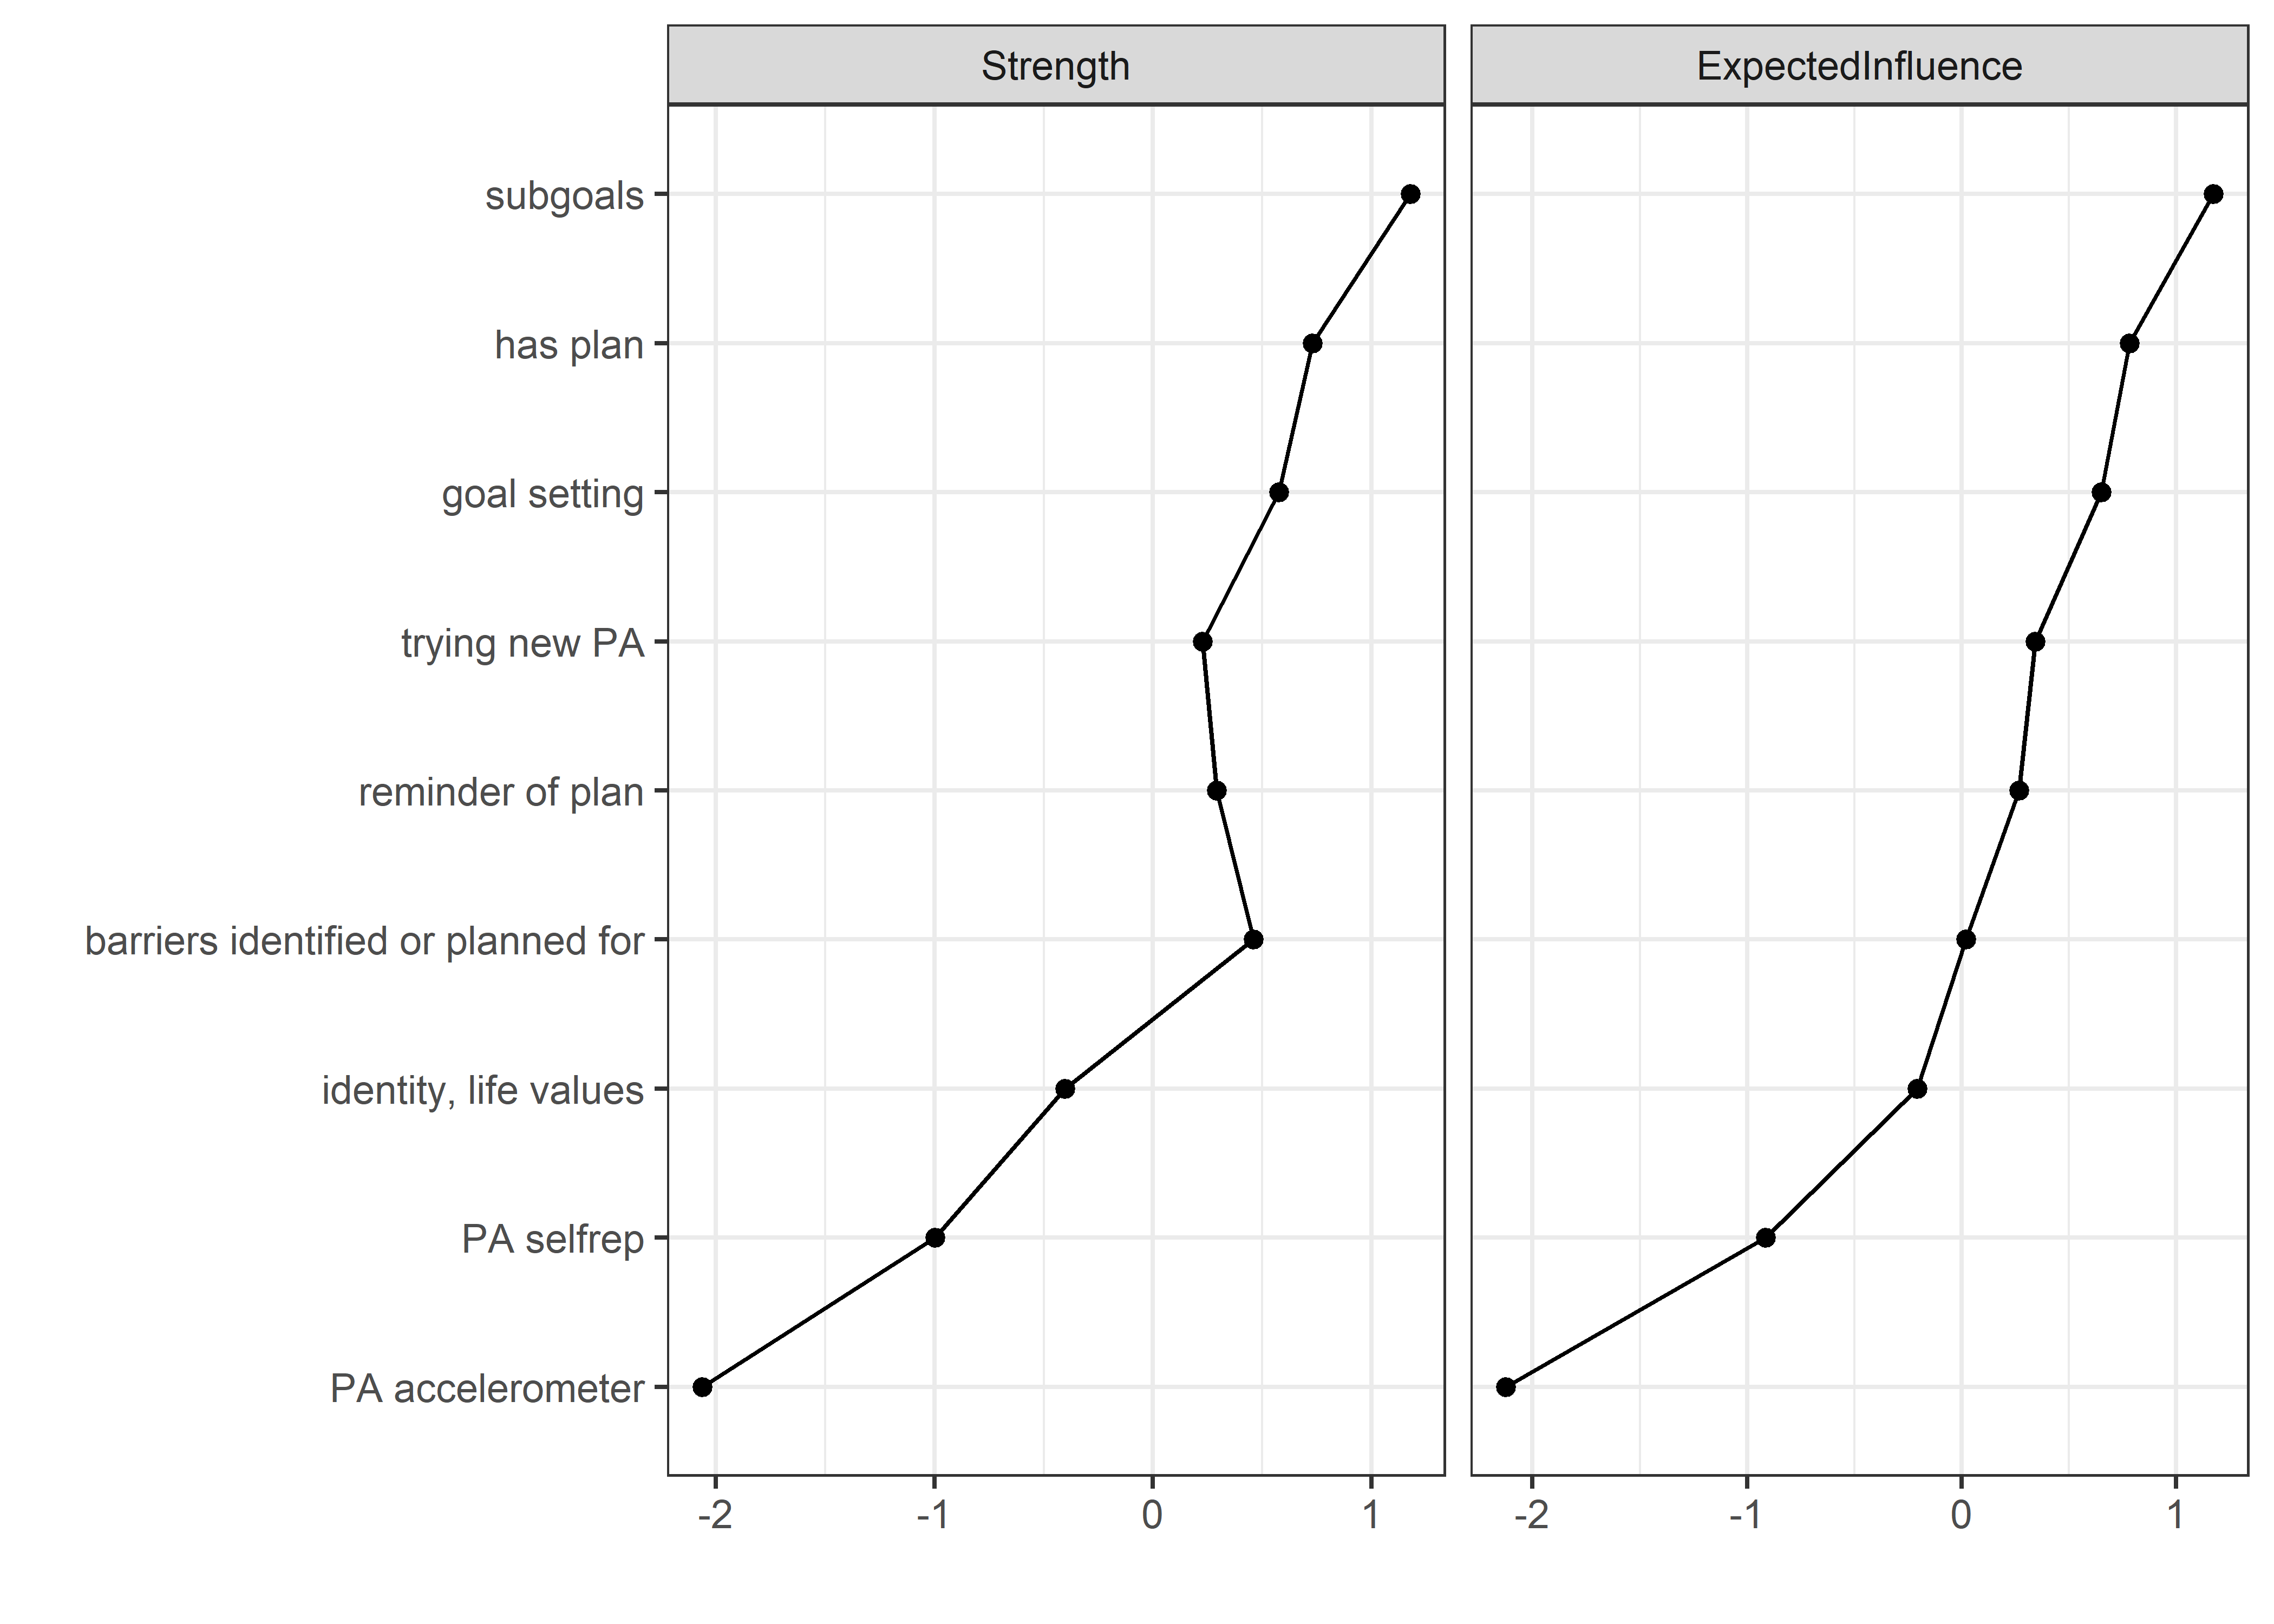 Strength
ExpectedInfluence
subgoals
has plan
goal setting
trying new PA
reminder of plan
barriers identified or planned for
identity, life values
PA selfrep
PA accelerometer
-2 -1 0 1
-2 -1 0 1